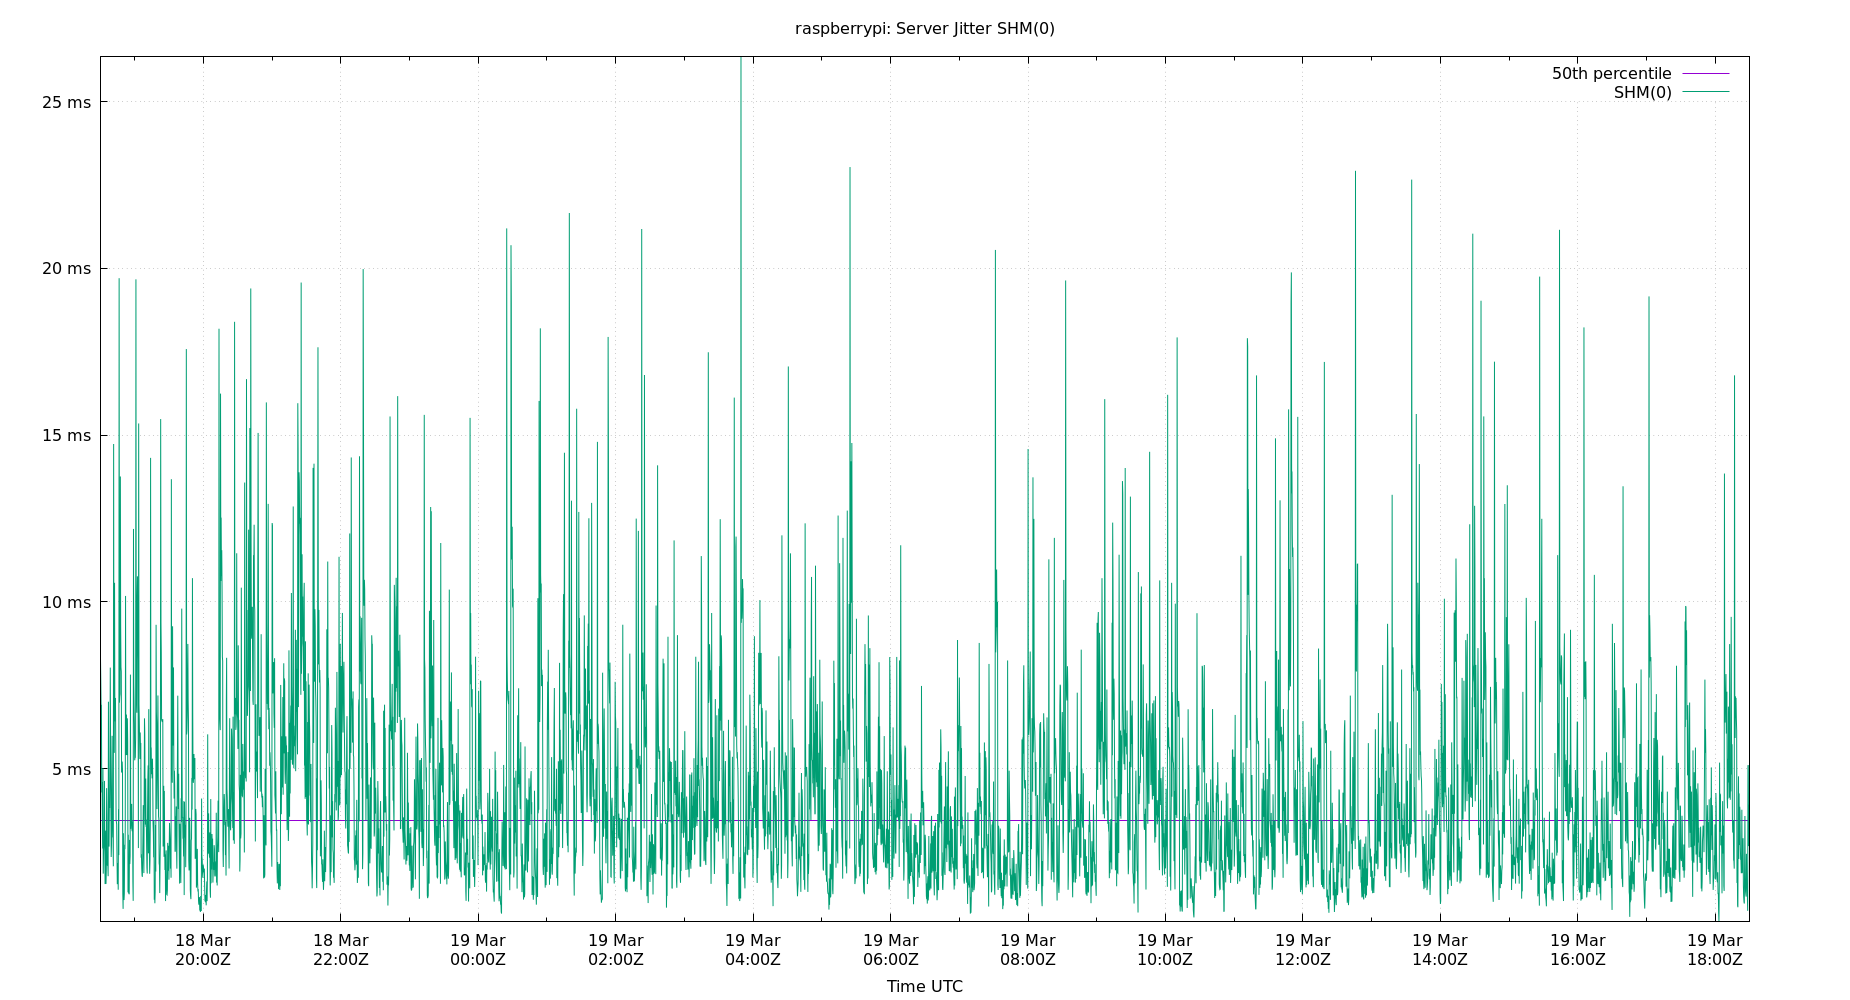 raspberrypi: Server Jitter SHM(0)
50th percentile
SHM(0)
25 ms
20 ms
15 ms
10 ms
5 ms
18 Mar 18 Mar 19 Mar 19 Mar 19 Mar 19 Mar 19 Mar 19 Mar 19 Mar 19 Mar 19 Mar 19 Mar
20:00Z 22:00Z 00:00Z 02:00Z 04:00Z 06:00Z 08:00Z 10:00Z 12:00Z 14:00Z 16:00Z 18:00Z
Time UTC